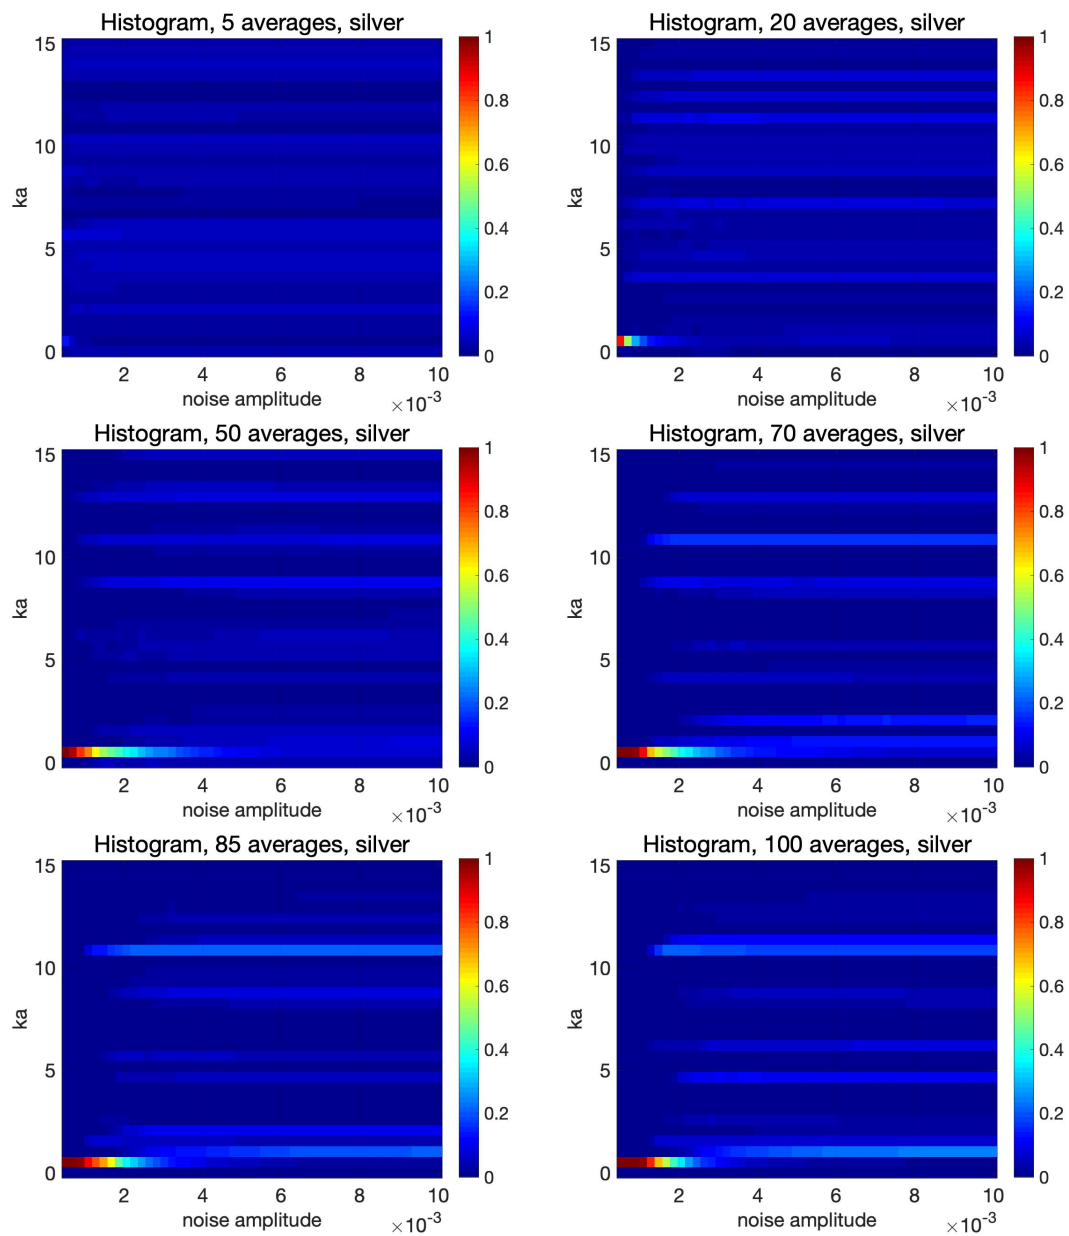 Histogram, 5 averages, silver
15
10
5
0
ka
2 4 6 8 10
noise amplitude
×10⁻³
1
0.8
0.6
0.4
0.2
0
Histogram, 20 averages, silver
15
10
5
0
ka
2 4 6 8 10
noise amplitude
×10⁻³
1
0.8
0.6
0.4
0.2
0
Histogram, 50 averages, silver
15
10
5
0
ka
2 4 6 8 10
noise amplitude
×10⁻³
1
0.8
0.6
0.4
0.2
0
Histogram, 70 averages, silver
15
10
5
0
ka
2 4 6 8 10
noise amplitude
×10⁻³
1
0.8
0.6
0.4
0.2
0
Histogram, 85 averages, silver
15
10
5
0
ka
2 4 6 8 10
noise amplitude
×10⁻³
1
0.8
0.6
0.4
0.2
0
Histogram, 100 averages, silver
15
10
5
0
ka
2 4 6 8 10
noise amplitude
×10⁻³
1
0.8
0.6
0.4
0.2
0